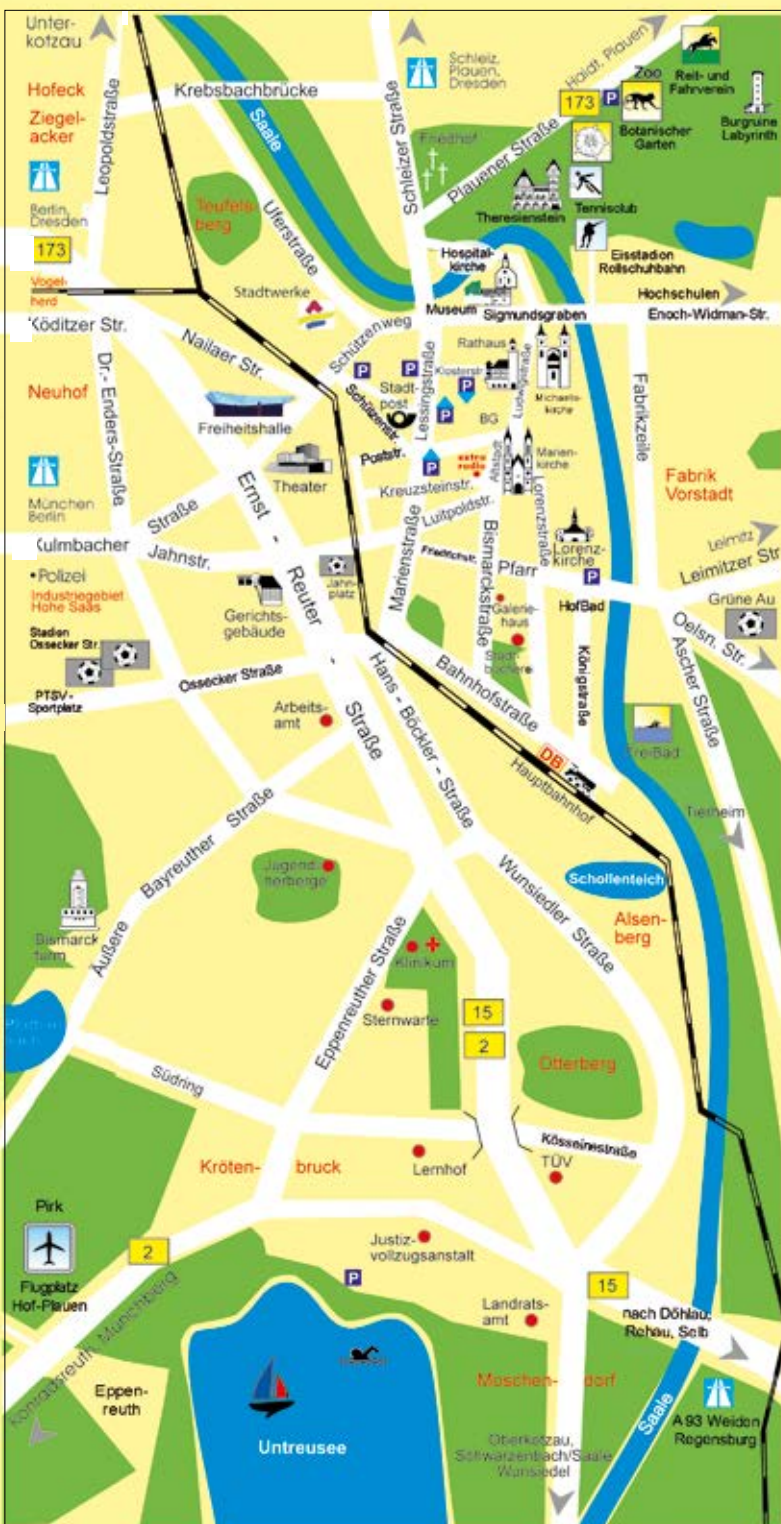 Unter-
kotzau
Schleiz,
Plauen,
Dresden
Haidt, Plauen
Zoo
Reit- und
Fahrverein
Hofeck
Krebsbachbrücke
173
P
Ziegel-
acker
Saale
Botanischer
Garten
Burgruine
Labyrinth
Leopoldstraße
Friedhof
Schleizer Straße
Plauener Straße
Berlin,
Dresden
Teufels-
berg
Uferstraße
Theresienstein
Tennisclub
173
Hospital-
kirche
Eisstadion
Rollschuhbahn
Vogel-
herd
Stadtwerke
Museum
Sigmundsgraben
Hochschulen
Enoch-Widman-Str.
Köditzer Str.
Nailaer Str.
Schützenweg
Rathaus
Klosterstr.
Ludwigstraße
Michaelis-
kirche
P
P
P
Neuhof
Dr.- Enders-Straße
Stadt-
post
Schützenstr.
Lessingstraße
Fabrikzeile
Freiheitshalle
BG
Poststr.
extra
radio
Altstadt
Marien-
kirche
P
Theater
Kreuzsteinstr.
Fabrik
Vorstadt
München
Berlin
Ernst - Reuter - Straße
Luitpoldstr.
Lorenzstraße
Kulmbacher Straße
Jahnstr.
Marienstraße
Friedrichstr.
Bismarckstraße
Pfarr
Lorenz-
kirche
Leimitz
Leimitzer Str.
•Polizei
Industriegebiet
Hohe Saas
Jahn-
platz
P
Grüne Au
Gerichts-
gebäude
Galerie-
haus
HofBad
Oelsn. Str.
Stadion
Ossecker Str.
Stadt-
bücherei
Königstraße
Ascher Straße
PTSV-
Sportplatz
Ossecker Straße
Hans - Böckler - Straße
Bahnhofstraße
Arbeits-
amt
DB
Hauptbahnhof
FreiBad
Tierheim
Äußere Bayreuther Straße
Jugend-
herberge
Wunsiedler Straße
Schollenteich
Alsen-
berg
Bismarck
turm
Eppenreuther Straße
Klinikum
Sternwarte
15
2
Otterberg
Südring
Kösseinestraße
Kröten-
bruck
Lernhof
TÜV
Pirk
2
Justiz-
vollzugsanstalt
Flugplatz
Hof-Plauen
P
15
Landrats-
amt
nach Döhlau,
Rehau, Selb
Konradsreuth, Münchberg
Eppen-
reuth
Moschen-
dorf
Saale
A 93 Weiden
Regensburg
Untreusee
Oberkotzau,
Schwarzenbach/Saale
Wunsiedel